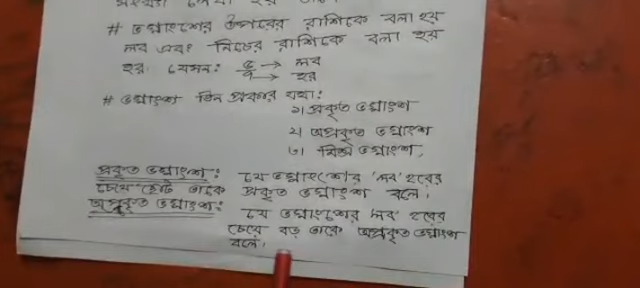 সংখ্যা লেখা হয়
# ভগ্নাংশের উপরের রাশিকে বলা হয়
লব এবং নিচের রাশিকে বলা হয়
হর. যেমন: ৫/৭ → লব
→ হর
# ভগ্নাংশ তিন প্রকার যথা:
১। প্রকৃত ভগ্নাংশ
২। অপ্রকৃত ভগ্নাংশ
৩। মিশ্র ভগ্নাংশ,
প্রকৃত ভগ্নাংশ: যে ভগ্নাংশের 'লব' হরের
চেয়ে ছোট তাকে প্রকৃত ভগ্নাংশ বলে।
অপ্রকৃত ভগ্নাংশ: যে ভগ্নাংশের 'লব' হরের
চেয়ে বড় তাকে অপ্রকৃত ভগ্নাংশ
বলে।